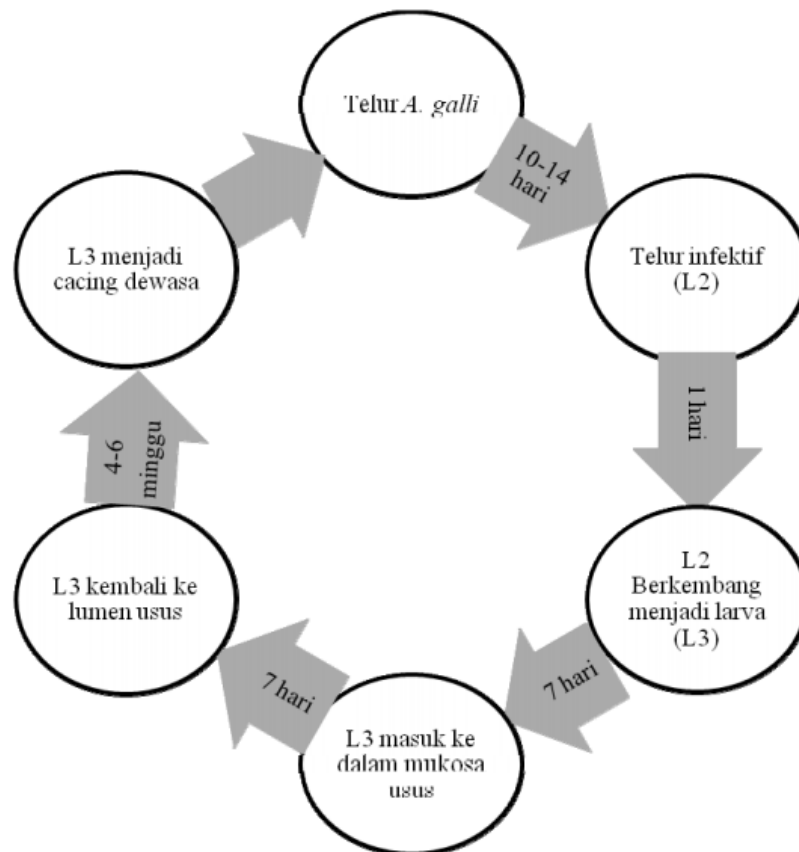 Telur A. galli
10-14
hari
Telur infektif
(L2)
1 hari
L2
Berkembang
menjadi larva
(L3)
7 hari
L3 masuk ke
dalam mukosa
usus
7 hari
L3 kembali ke
lumen usus
4-6
minggu
L3 menjadi
cacing dewasa